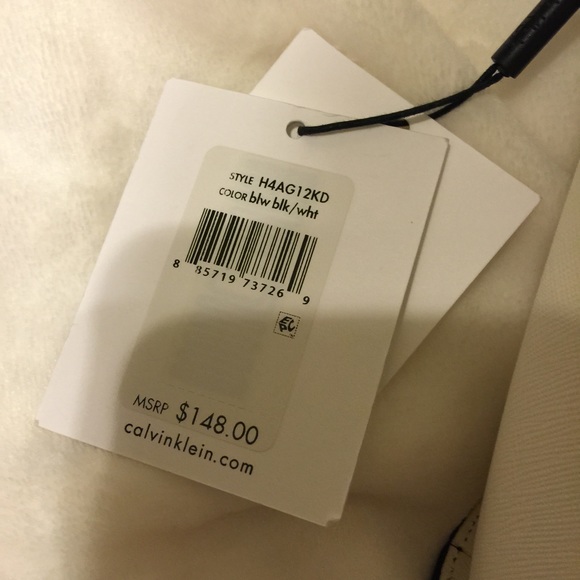 STYLE H4AG12KD
COLOR blw blk/wht
8 85719 73726 9
MSRP $148.00
calvinklein.com